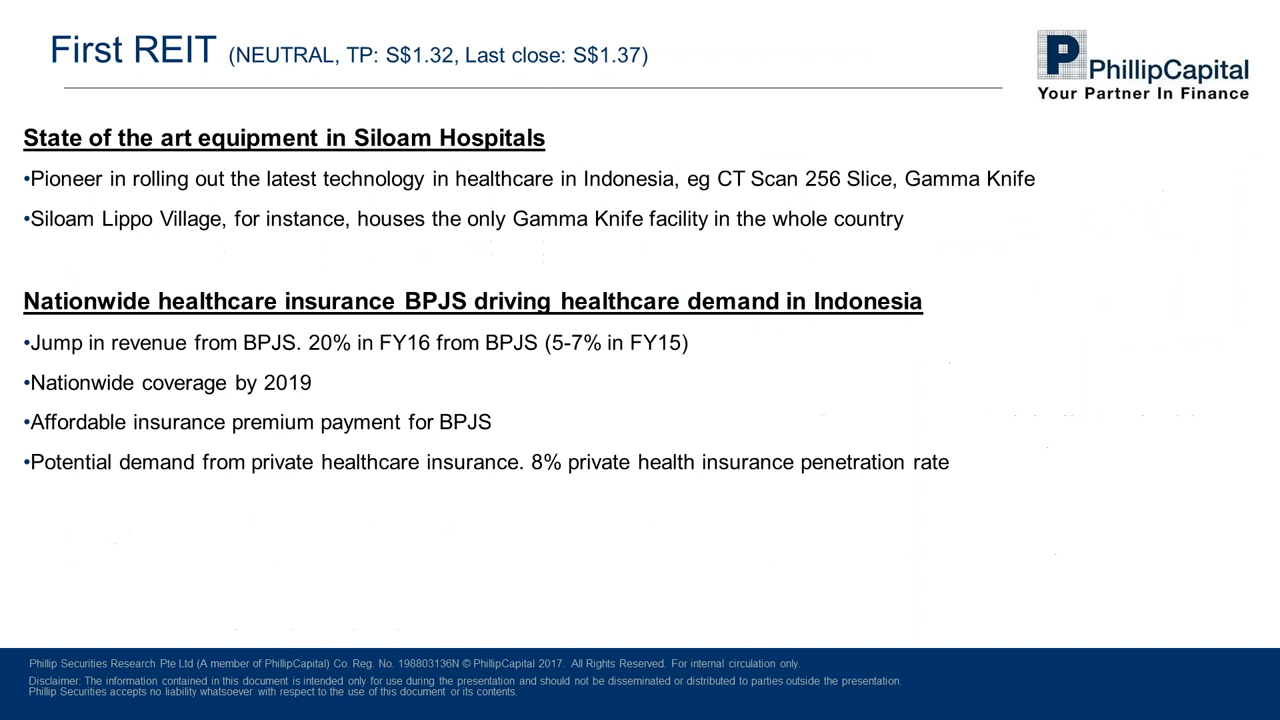 First REIT (NEUTRAL, TP: S$1.32, Last close: S$1.37)
P
PhillipCapital
Your Partner In Finance
State of the art equipment in Siloam Hospitals
•Pioneer in rolling out the latest technology in healthcare in Indonesia, eg CT Scan 256 Slice, Gamma Knife
•Siloam Lippo Village, for instance, houses the only Gamma Knife facility in the whole country
Nationwide healthcare insurance BPJS driving healthcare demand in Indonesia
•Jump in revenue from BPJS. 20% in FY16 from BPJS (5-7% in FY15)
•Nationwide coverage by 2019
•Affordable insurance premium payment for BPJS
•Potential demand from private healthcare insurance. 8% private health insurance penetration rate
Phillip Securities Research Pte Ltd (A member of PhillipCapital) Co. Reg. No. 198803136N © PhillipCapital 2017. All Rights Reserved. For internal circulation only.
Disclaimer: The information contained in this document is intended only for use during the presentation and should not be disseminated or distributed to parties outside the presentation.
Phillip Securities accepts no liability whatsoever with respect to the use of this document or its contents.